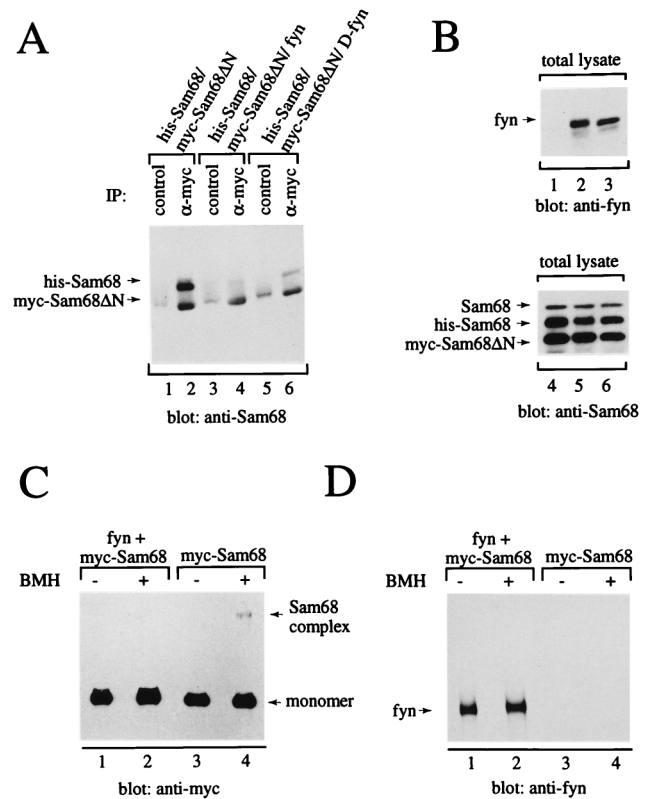 A
his-Sam68/
myc-Sam68ΔN
his-Sam68/
myc-Sam68ΔN/ fyn
his-Sam68/
myc-Sam68ΔN/ D-fyn
IP:
control
α-myc
control
α-myc
control
α-myc
his-Sam68
myc-Sam68ΔN
1 2 3 4 5 6
blot: anti-Sam68
B
total lysate
fyn
1 2 3
blot: anti-fyn
total lysate
Sam68
his-Sam68
myc-Sam68ΔN
4 5 6
blot: anti-Sam68
C
fyn +
myc-Sam68
myc-Sam68
BMH - + - +
Sam68
complex
monomer
1 2 3 4
blot: anti-myc
D
fyn +
myc-Sam68
myc-Sam68
BMH - + - +
fyn
1 2 3 4
blot: anti-fyn